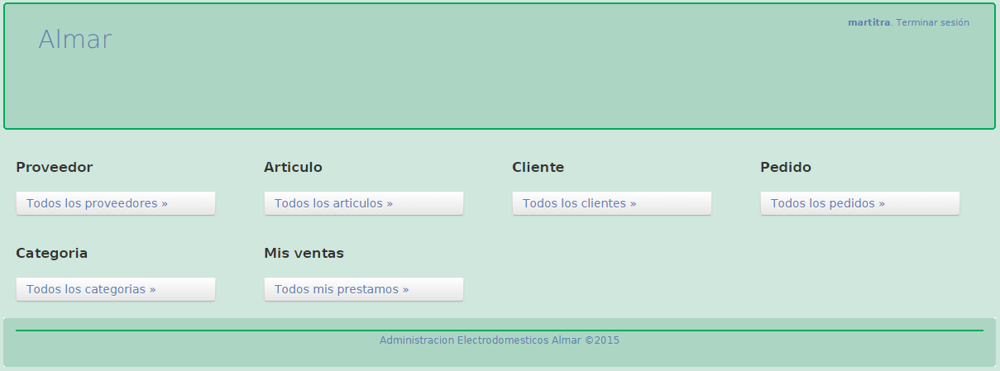 Almar
martitra. Terminar sesión
Proveedor
Articulo
Cliente
Pedido
Todos los proveedores »
Todos los articulos »
Todos los clientes »
Todos los pedidos »
Categoria
Mis ventas
Todos los categorias »
Todos mis prestamos »
Administracion Electrodomesticos Almar ©2015